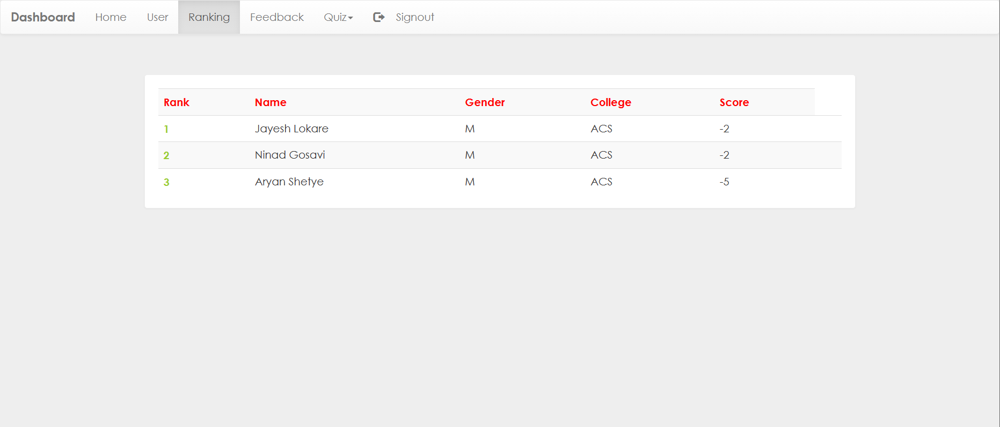 Dashboard Home User Ranking Feedback Quiz Signout
Rank Name Gender College Score
1 Jayesh Lokare M ACS -2
2 Ninad Gosavi M ACS -2
3 Aryan Shetye M ACS -5